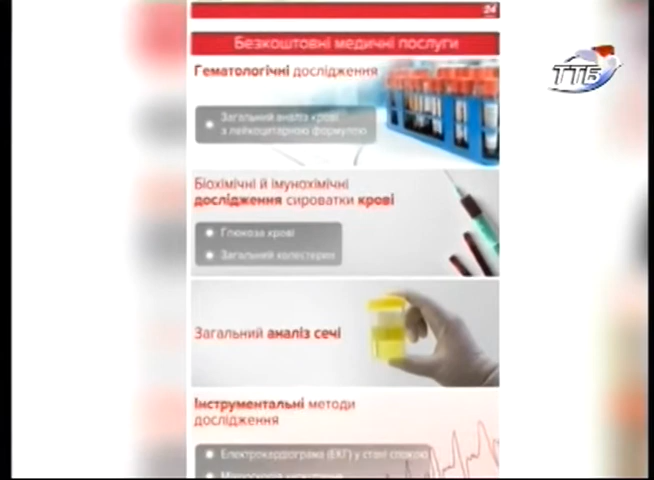 24
Безкоштовні медичні послуги
ТТБ
Гематологічні дослідження
Загальний аналіз крові
з лейкоцитарною формулою
Біохімічні й імунохімічні
дослідження сироватки крові
Глюкоза крові
Загальний холестерин
Загальний аналіз сечі
Інструментальні методи
дослідження
Електрокардіограма (ЕКГ) у стані спокою